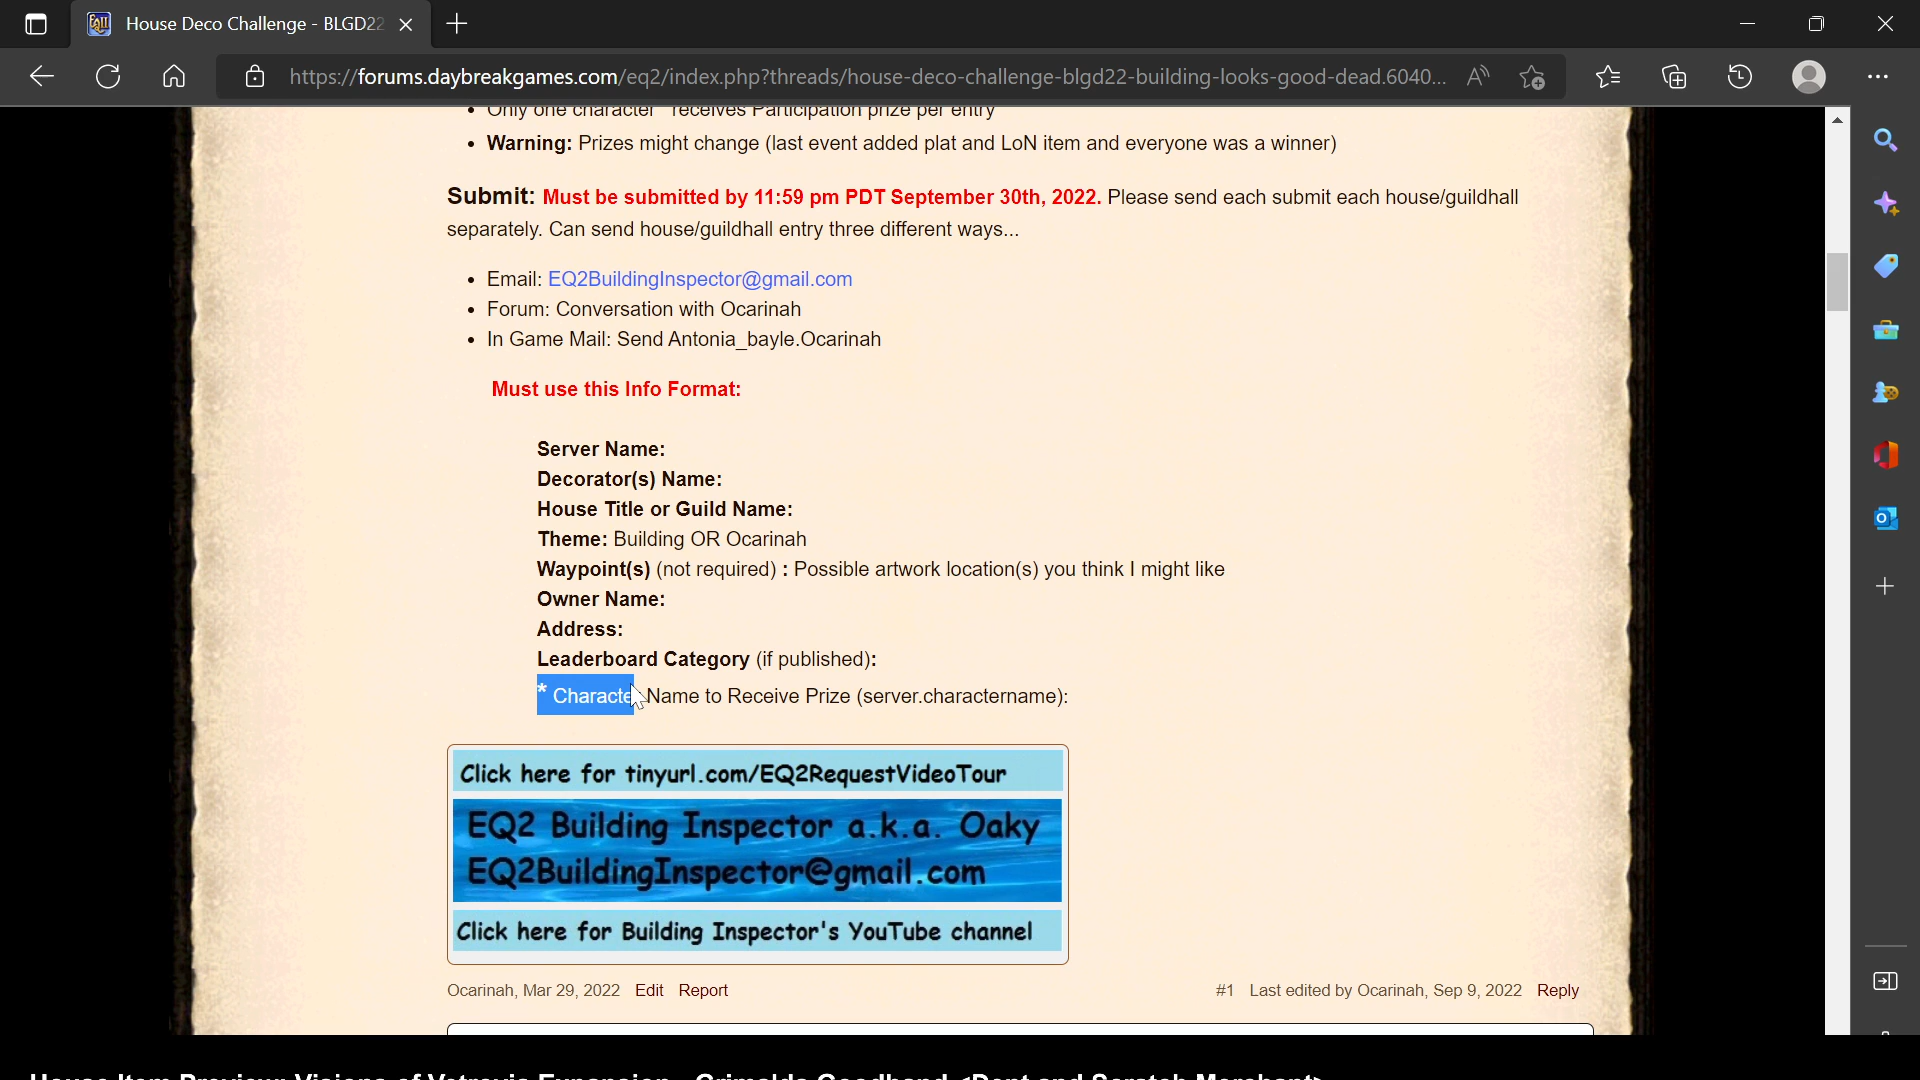 House Deco Challenge - BLGD22
https://forums.daybreakgames.com/eq2/index.php?threads/house-deco-challenge-blgd22-building-looks-good-dead.6040...
Only one character receives Participation prize per entry
Warning: Prizes might change (last event added plat and LoN item and everyone was a winner)
Submit: Must be submitted by 11:59 pm PDT September 30th, 2022. Please send each submit each house/guildhall
separately. Can send house/guildhall entry three different ways...
Email: EQ2BuildingInspector@gmail.com
Forum: Conversation with Ocarinah
In Game Mail: Send Antonia_bayle.Ocarinah
Must use this Info Format:
Server Name:
Decorator(s) Name:
House Title or Guild Name:
Theme: Building OR Ocarinah
Waypoint(s) (not required) : Possible artwork location(s) you think I might like
Owner Name:
Address:
Leaderboard Category (if published):
* Character Name to Receive Prize (server.charactername):
Click here for tinyurl.com/EQ2RequestVideoTour
EQ2 Building Inspector a.k.a. Oaky
EQ2BuildingInspector@gmail.com
Click here for Building Inspector's YouTube channel
Ocarinah, Mar 29, 2022 Edit Report
#1 Last edited by Ocarinah, Sep 9, 2022 Reply